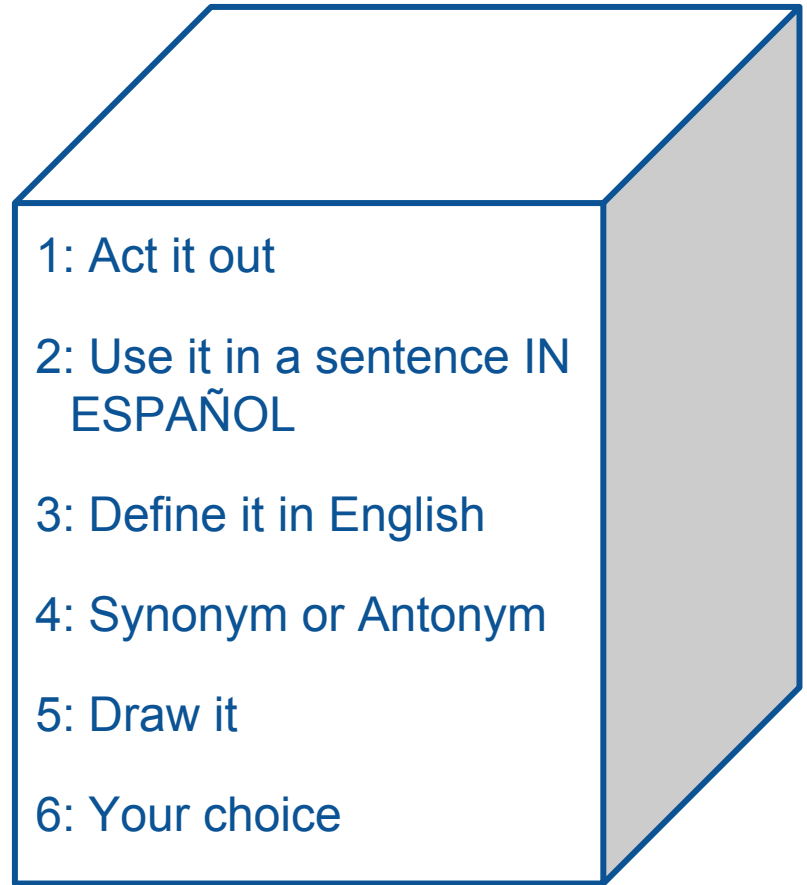 1: Act it out
2: Use it in a sentence IN
ESPAÑOL
3: Define it in English
4: Synonym or Antonym
5: Draw it
6: Your choice